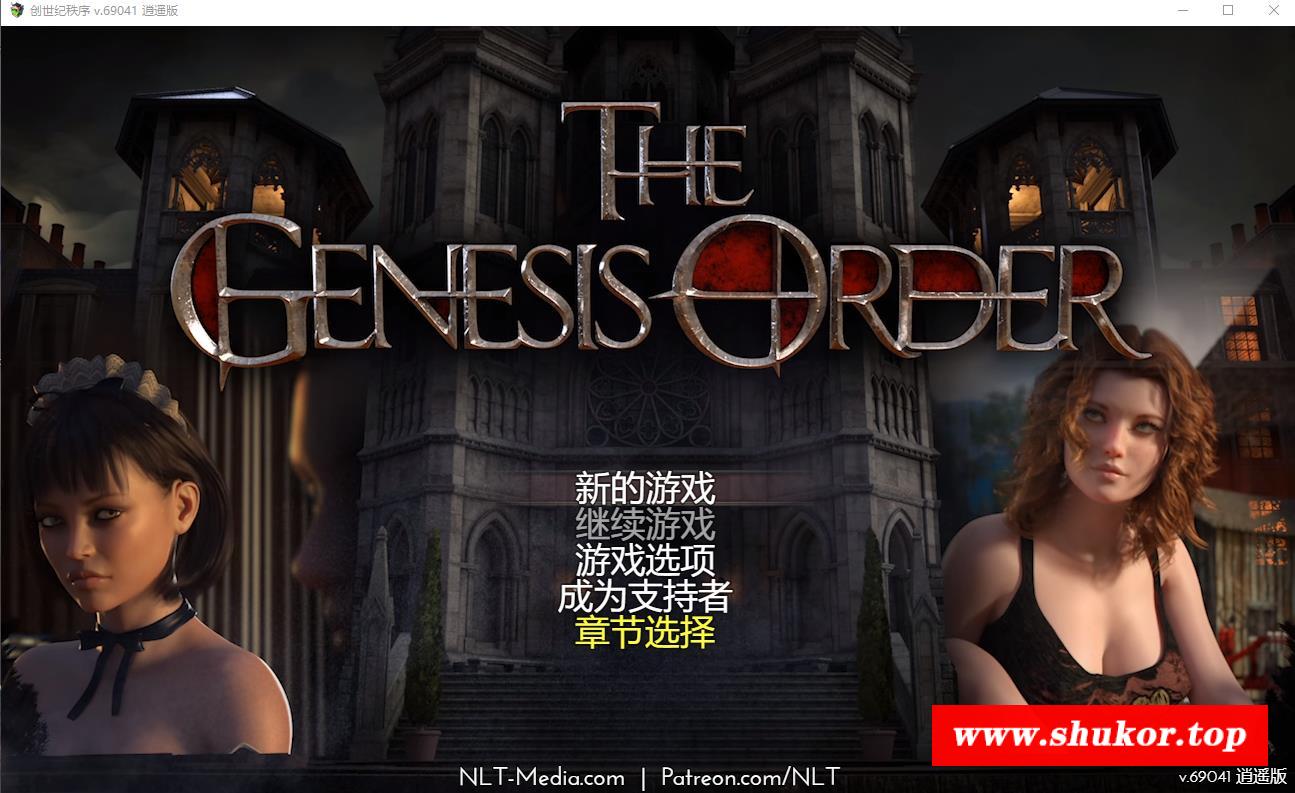 创世纪秩序 v.69041 逍遥版
THE
GENESIS ORDER
新的游戏
继续游戏
游戏选项
成为支持者
章节选择
www.shukor.top
NLT-Media.com | Patreon.com/NLT
v.69041 逍遥版